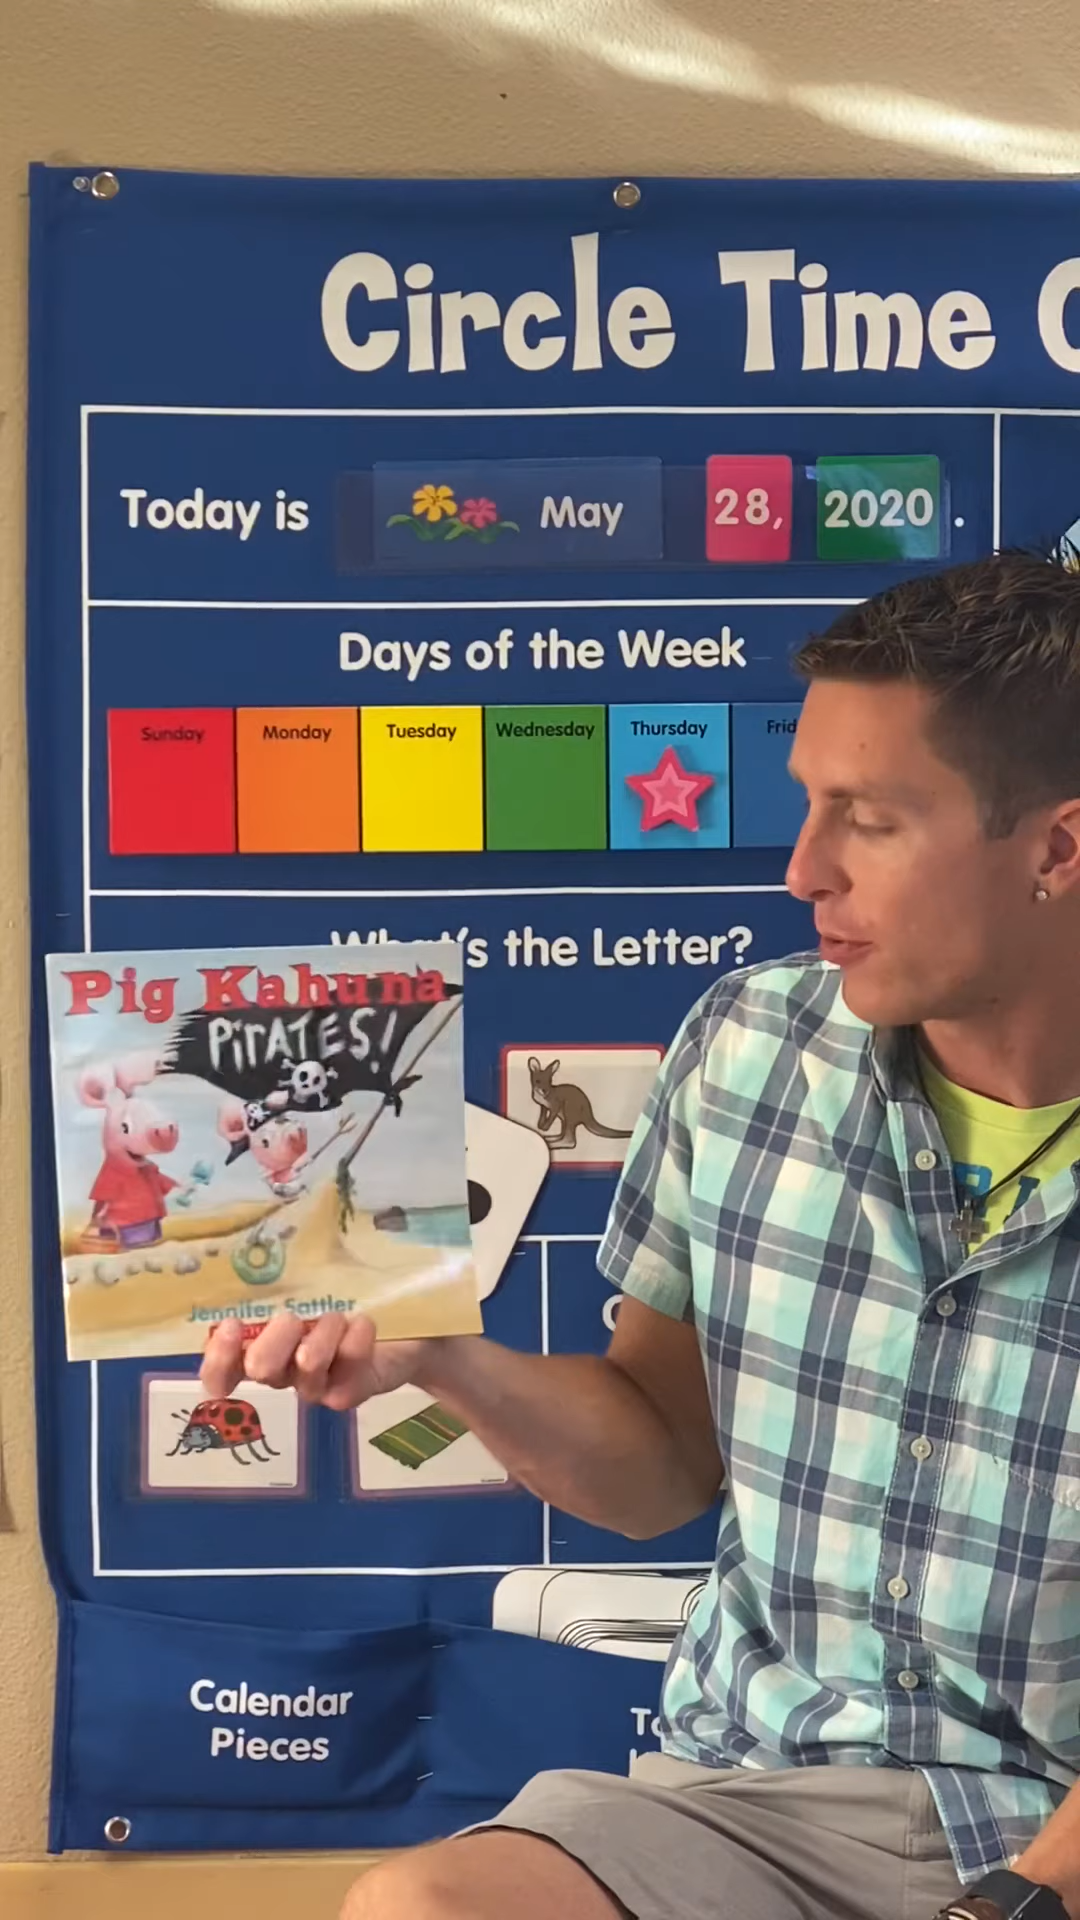 Circle Time
Today is May 28, 2020.
Days of the Week
Sunday Monday Tuesday Wednesday Thursday
What's the Letter?
Pig Kahuna
PiRATES!
Jennifer Sattler
Calendar
Pieces